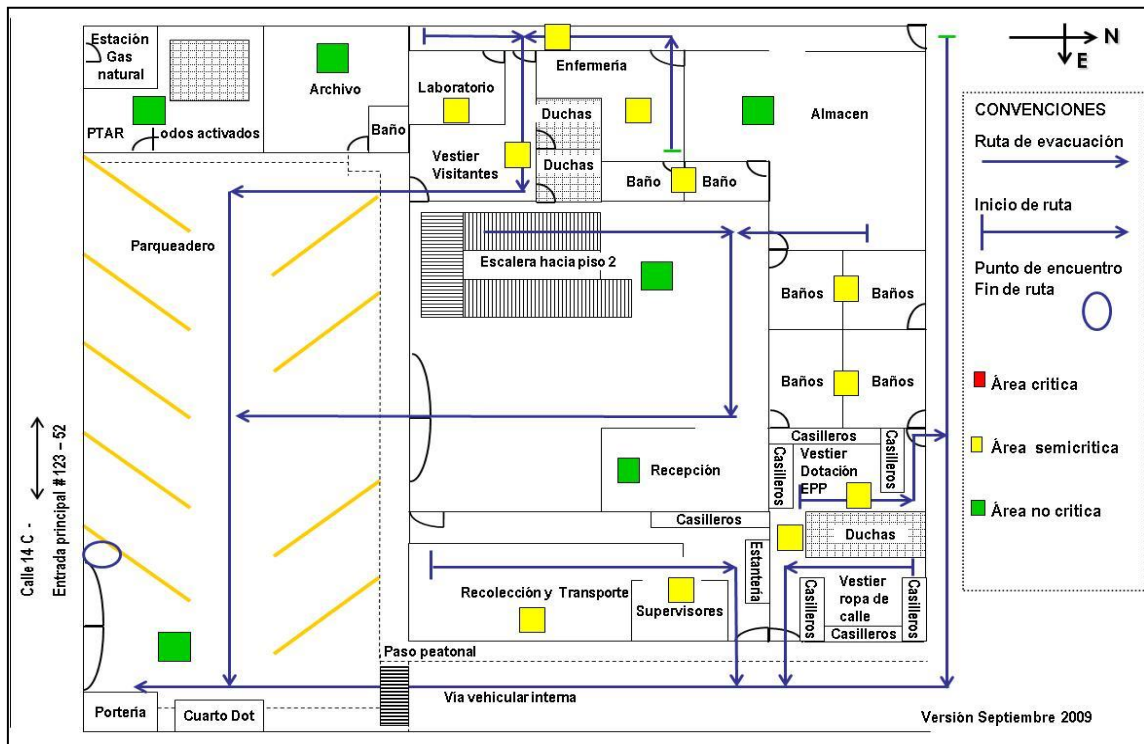 Estación
Gas
natural
PTAR
Lodos activados
Archivo
Baño
Laboratorio
Vestier
Visitantes
Enfermería
Duchas
Duchas
Baño
Baño
Almacen
Parqueadero
Escalera hacia piso 2
Baños
Baños
Baños
Baños
Casilleros
Casilleros
Vestier
Dotación
EPP
Casilleros
Recepción
Casilleros
Duchas
Estantería
Recolección y Transporte
Supervisores
Casilleros
Vestier
ropa de
calle
Casilleros
Casilleros
Calle 14 C -
Entrada principal # 123 – 52
Paso peatonal
Vía vehicular interna
Portería
Cuarto Dot
Versión Septiembre 2009
N
E
CONVENCIONES
Ruta de evacuación
Inicio de ruta
Punto de encuentro
Fin de ruta
Área critica
Área semicritica
Área no critica